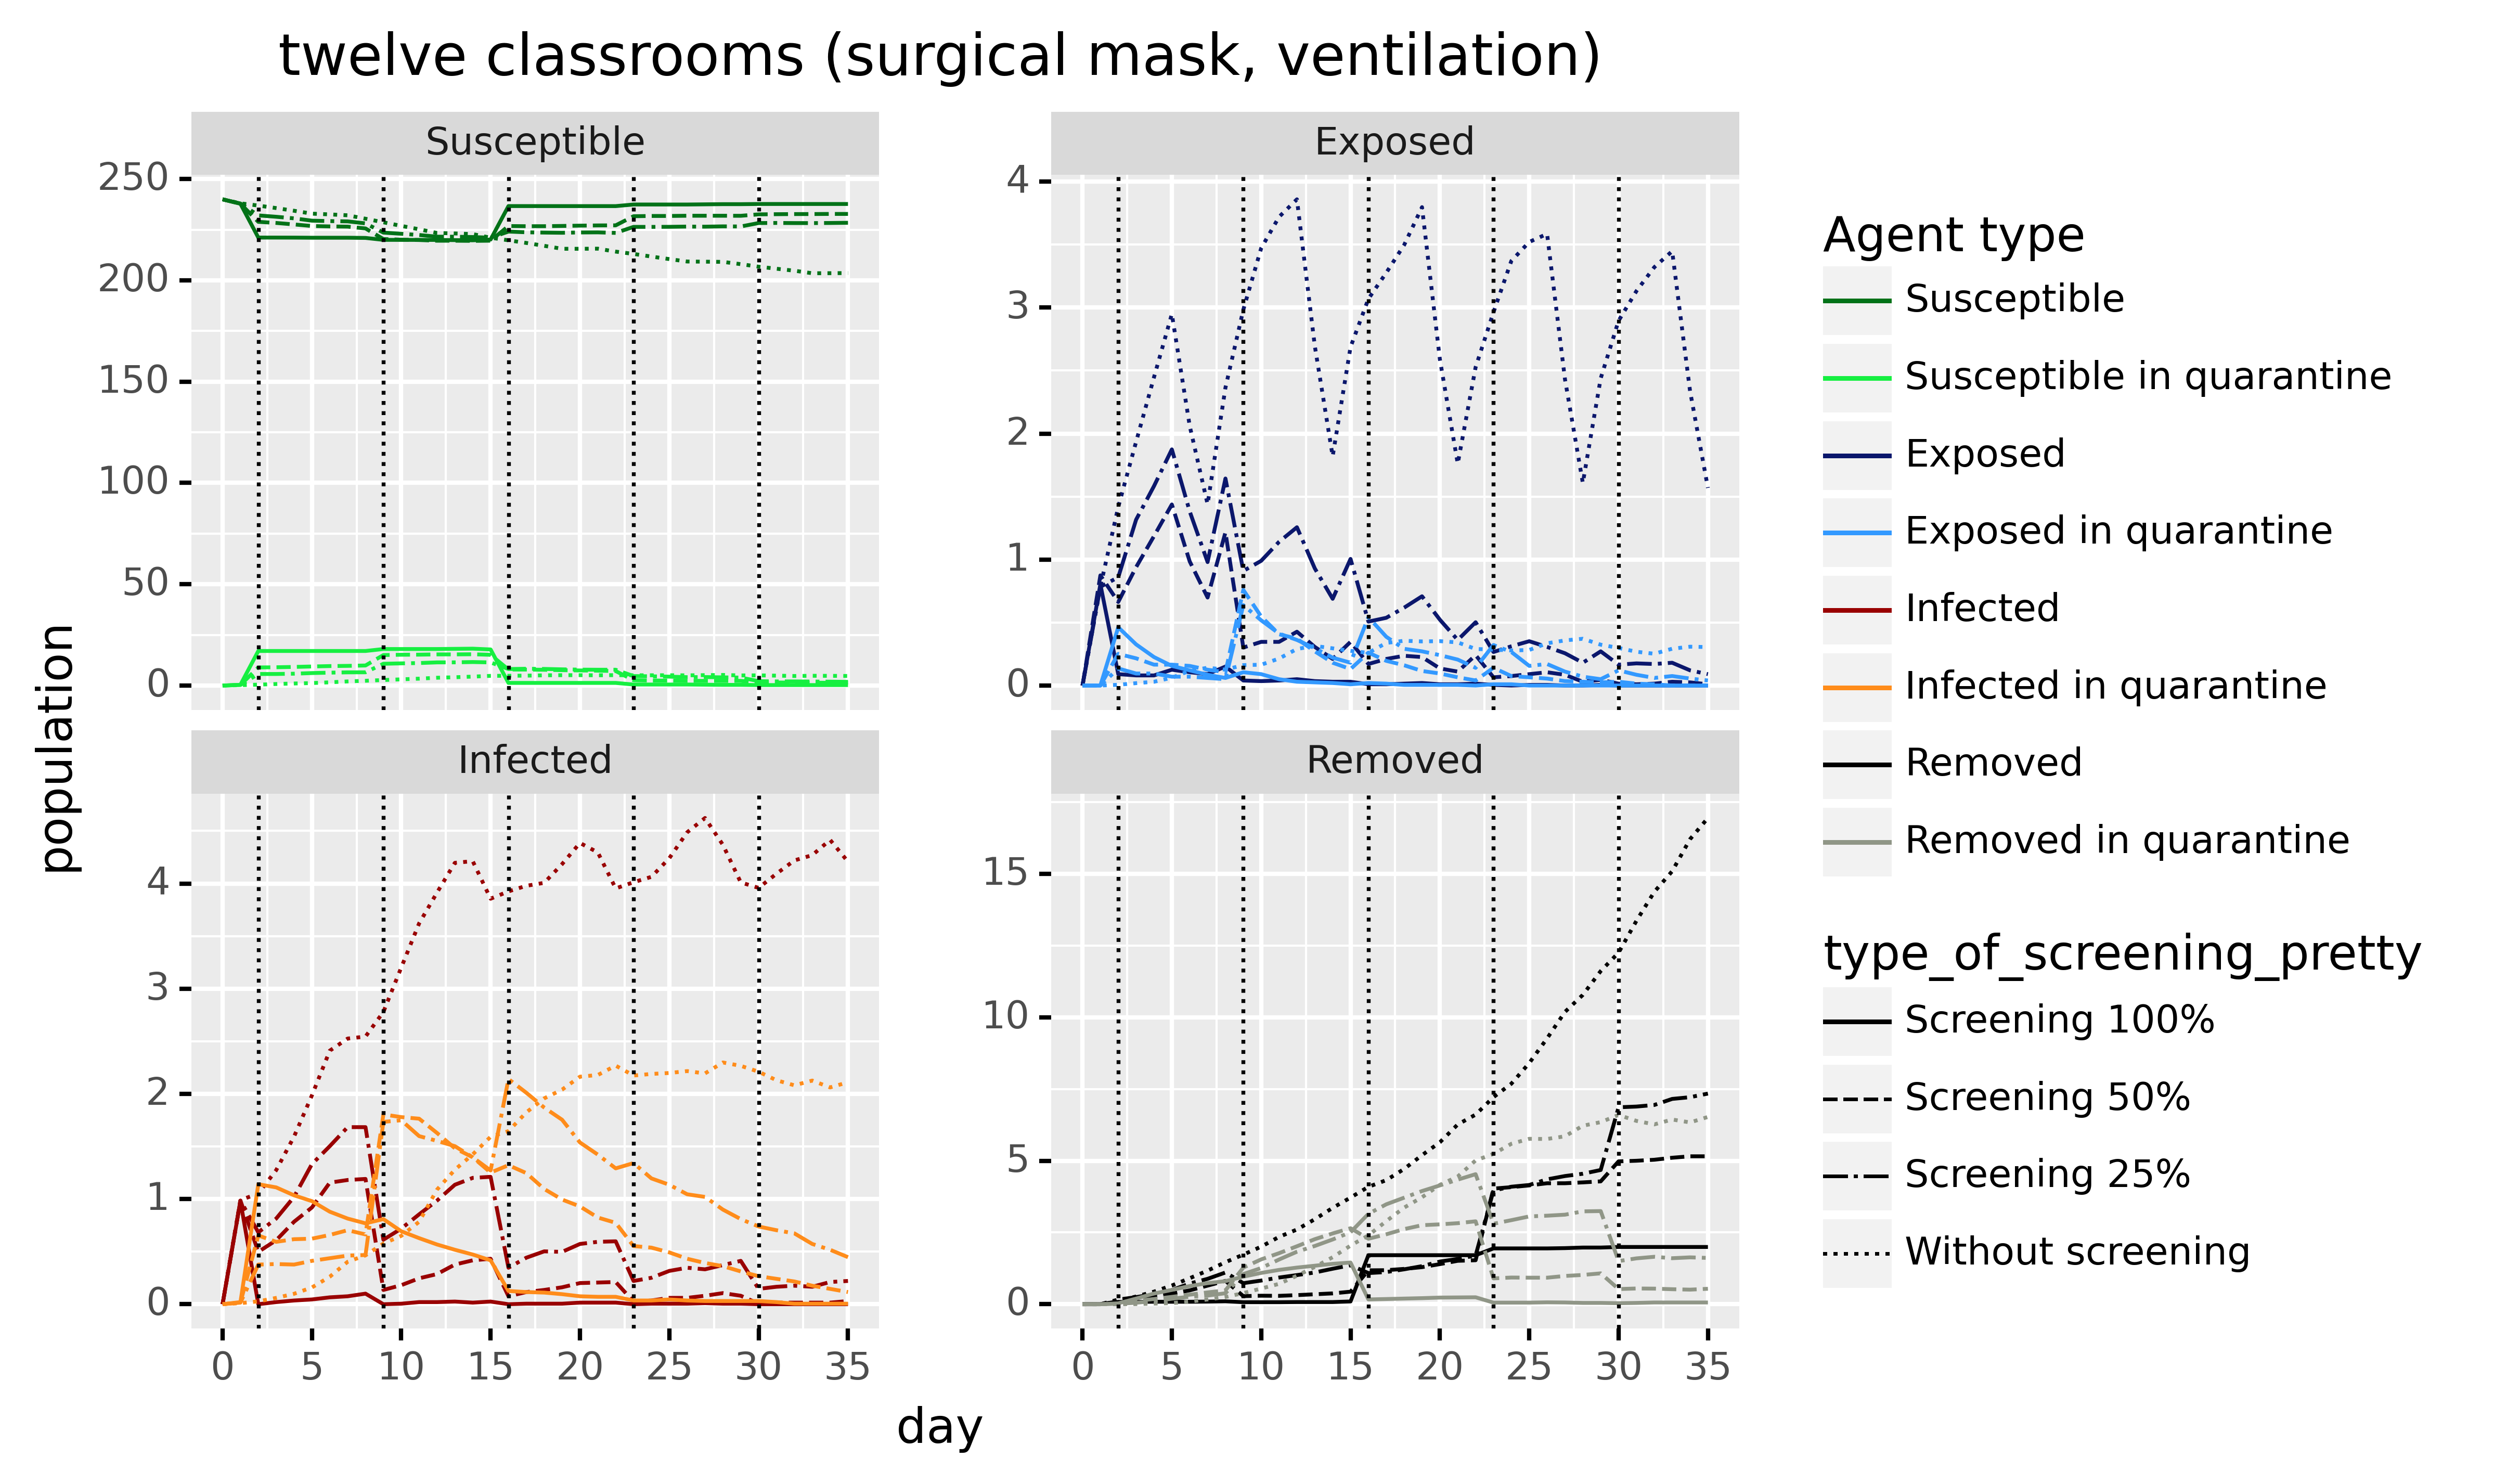 twelve classrooms (surgical mask, ventilation)
Susceptible
Exposed
250
200
150
100
50
0
4
3
2
1
0
Infected
Removed
4
3
2
1
0
15
10
5
0
0 5 10 15 20 25 30 35
0 5 10 15 20 25 30 35
population
day
Agent type
Susceptible
Susceptible in quarantine
Exposed
Exposed in quarantine
Infected
Infected in quarantine
Removed
Removed in quarantine
type_of_screening_pretty
Screening 100%
Screening 50%
Screening 25%
Without screening